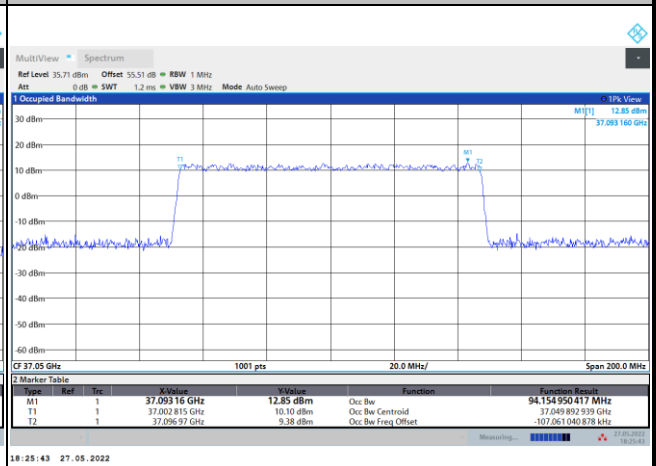 MultiView Spectrum
Ref Level 35.71 dBm Offset 55.51 dB RBW 1 MHz
Att 0 dB SWT 1.2 ms VBW 3 MHz Mode Auto Sweep
1 Occupied Bandwidth 1Pk View
M1[1] 12.85 dBm
37.093 160 GHz
30 dBm
20 dBm
M1
T1 T2
10 dBm
0 dBm
-10 dBm
-20 dBm
-30 dBm
-40 dBm
-50 dBm
-60 dBm
CF 37.05 GHz 1001 pts 20.0 MHz/ Span 200.0 MHz
2 Marker Table
Type Ref Trc X-Value Y-Value Function Function Result
M1 1 37.093 16 GHz 12.85 dBm Occ Bw 94.154 950 417 MHz
T1 1 37.002 815 GHz 10.10 dBm Occ Bw Centroid 37.049 892 939 GHz
T2 1 37.096 97 GHz 9.38 dBm Occ Bw Freq Offset -107.061 040 878 kHz
Measuring... 27.05.2022
18:25:43
18:25:43 27.05.2022